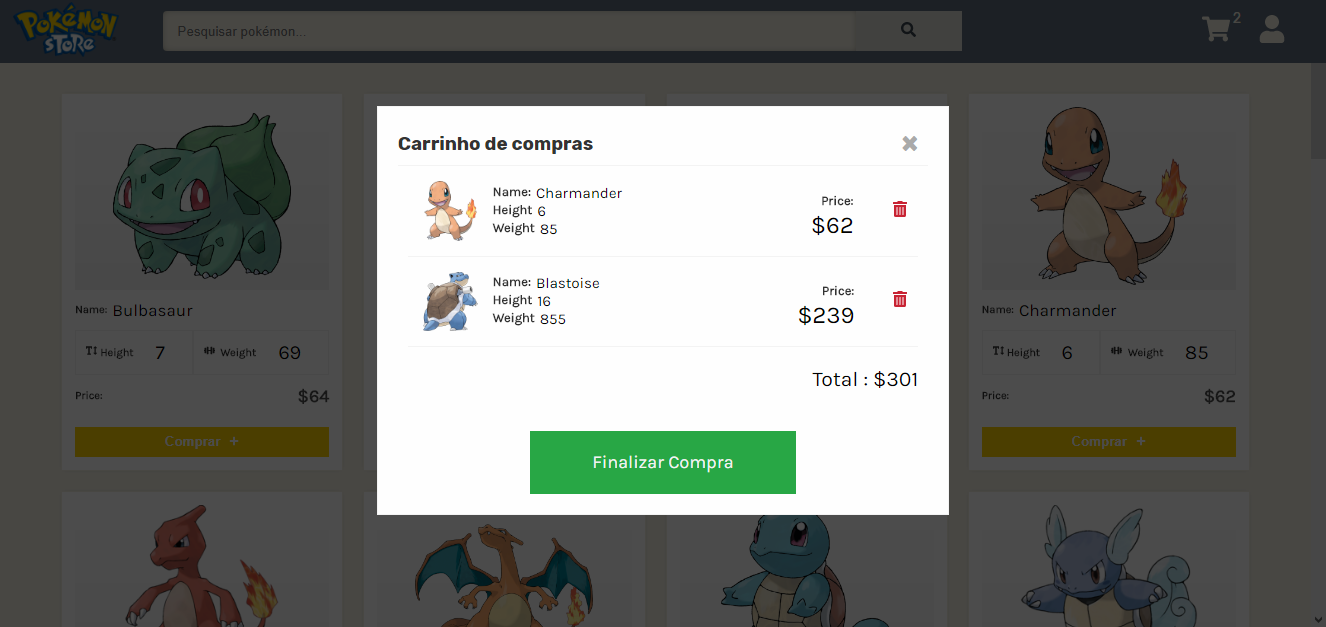 POKéMON
STORE
Pesquisar pokémon...
2
Carrinho de compras
Name: Charmander
Height 6
Weight 85
Price:
$62
Name: Blastoise
Height 16
Weight 855
Price:
$239
Total : $301
Finalizar Compra
Name: Bulbasaur
Height 7 Weight 69
Price: $64
Comprar +
Name: Charmander
Height 6 Weight 85
Price: $62
Comprar +